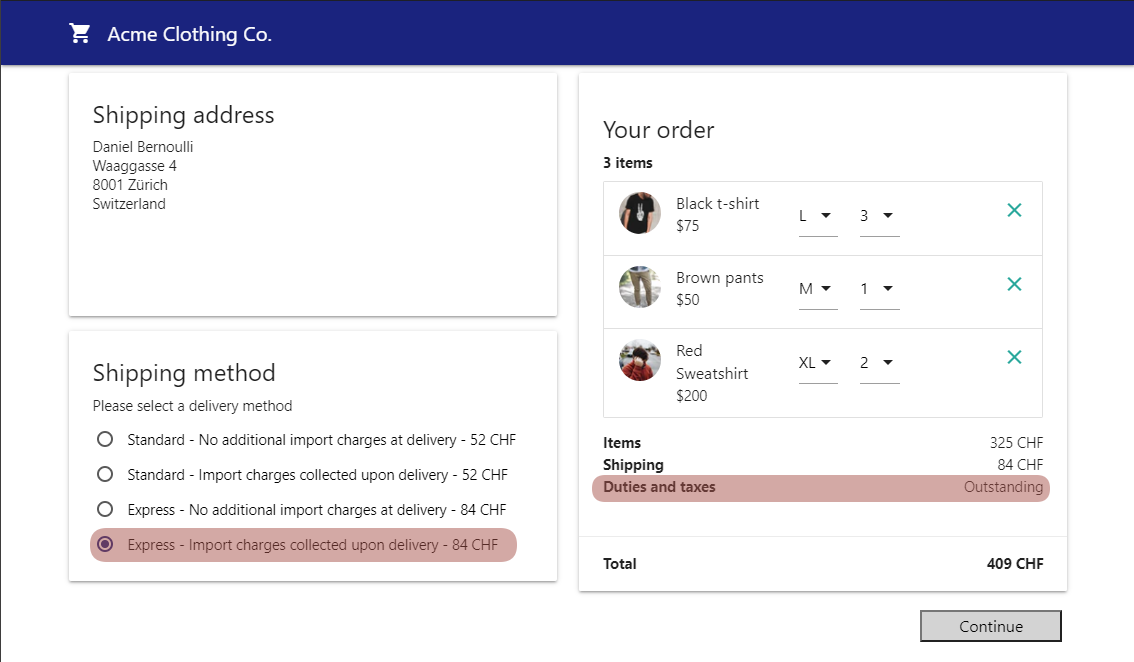 Acme Clothing Co.
Shipping address
Daniel Bernoulli
Waaggasse 4
8001 Zürich
Switzerland
Shipping method
Please select a delivery method
Standard - No additional import charges at delivery - 52 CHF
Standard - Import charges collected upon delivery - 52 CHF
Express - No additional import charges at delivery - 84 CHF
Express - Import charges collected upon delivery - 84 CHF
Your order
3 items
Black t-shirt
$75
L 3
Brown pants
$50
M 1
Red
Sweatshirt
$200
XL 2
Items 325 CHF
Shipping 84 CHF
Duties and taxes Outstanding
Total 409 CHF
Continue